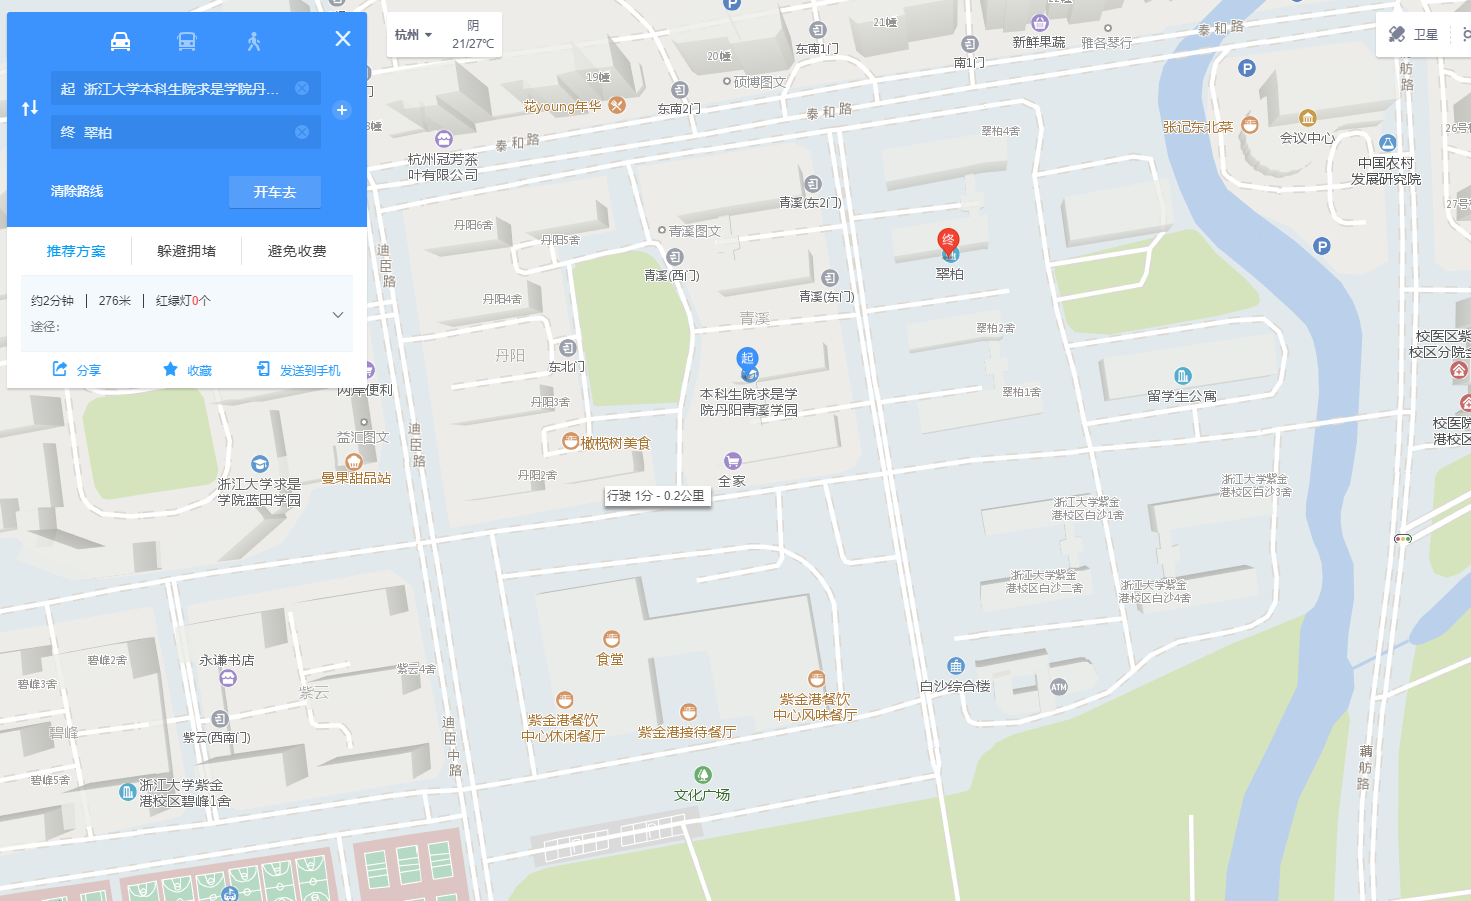 起 浙江大学本科生院求是学院丹...
终 翠柏
清除路线
开车去
推荐方案
躲避拥堵
避免收费
约2分钟 | 276米 | 红绿灯0个
途径:
分享
收藏
发送到手机
杭州
阴
21/27℃
卫星
21幢
20幢
19幢
东南1门
南1门
新鲜果蔬
雅各琴行
泰和路
硕博图文
东南2门
花young年华
泰和路
泰和路
杭州冠芳茶
叶有限公司
翠柏4舍
张记东北菜
会议中心
中国农村
发展研究院
藕舫路
青溪(东2门)
青溪图文
青溪(西门)
青溪(东门)
青溪
丹阳6舍
丹阳5舍
丹阳4舍
丹阳
东北门
丹阳3舍
丹阳2舍
迪臣路
终
翠柏
翠柏2舍
翠柏1舍
起
本科生院求是学
院丹阳青溪学园
留学生公寓
校医区紫
校区分院
校医院
港校区
两岸便利
益汇图文
曼果甜品站
橄榄树美食
全家
行驶 1分 - 0.2公里
迪臣路
浙江大学求是
学院蓝田学园
浙江大学紫金
港校区白沙3舍
浙江大学紫金
港校区白沙1舍
浙江大学紫金
港校区白沙二舍
浙江大学紫金
港校区白沙4舍
食堂
紫金港餐饮
中心休闲餐厅
紫金港接待餐厅
紫金港餐饮
中心风味餐厅
白沙综合楼
ATM
永谦书店
碧峰2舍
碧峰3舍
碧峰
碧峰5舍
紫云4舍
紫云
紫云(西南门)
浙江大学紫金
港校区碧峰1舍
迪臣中路
文化广场
藕舫路